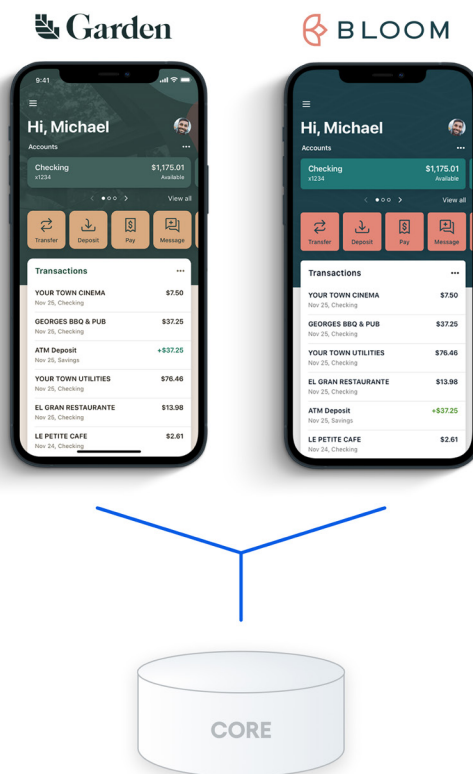 Garden
9:41
Hi, Michael
Accounts
Checking $1,175.01
x1234 Available
View all
Transfer Deposit Pay Message
Transactions
YOUR TOWN CINEMA $7.50
Nov 25, Checking
GEORGES BBQ & PUB $37.25
Nov 26, Checking
ATM Deposit +$37.25
Nov 25, Savings
YOUR TOWN UTILITIES $76.46
Nov 25, Checking
EL GRAN RESTAURANTE $13.98
Nov 25, Checking
LE PETITE CAFE $2.61
Nov 24, Checking
BLOOM
Hi, Michael
Accounts
Checking $1,175.01
x1234 Available
View all
Transfer Deposit Pay Message
Transactions
YOUR TOWN CINEMA $7.50
Nov 25, Checking
GEORGES BBQ & PUB $37.25
Nov 25, Checking
YOUR TOWN UTILITIES $76.46
Nov 25, Checking
EL GRAN RESTAURANTE $13.98
Nov 25, Checking
ATM Deposit +$37.25
Nov 25, Savings
LE PETITE CAFE $2.61
Nov 24, Checking
CORE